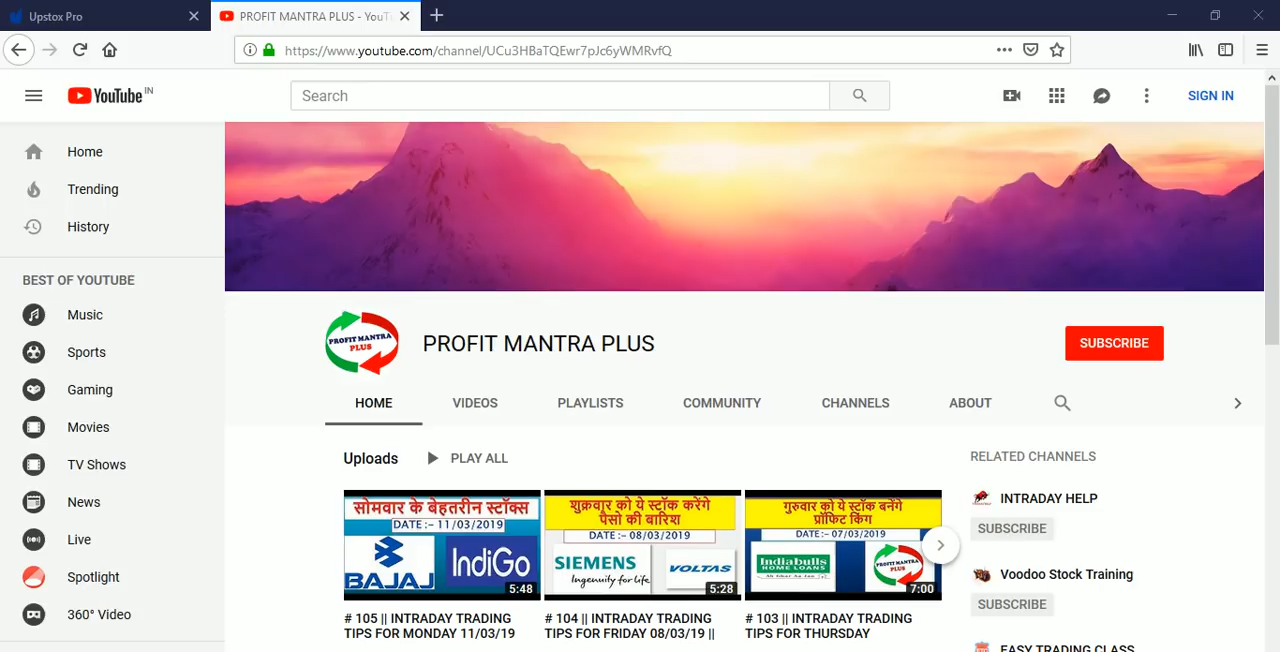 Upstox Pro
PROFIT MANTRA PLUS - YouT
https://www.youtube.com/channel/UCu3HBaTQEwr7pJc6yWMRvfQ
YouTube IN
Search
SIGN IN
Home
Trending
History
BEST OF YOUTUBE
Music
Sports
Gaming
Movies
TV Shows
News
Live
Spotlight
360° Video
PROFIT MANTRA
PLUS
PROFIT MANTRA PLUS
SUBSCRIBE
HOME VIDEOS PLAYLISTS COMMUNITY CHANNELS ABOUT
Uploads PLAY ALL
सोमवार के बेहतरीन स्टॉक्स
DATE :- 11/03/2019
BAJAJ
IndiGo
5:48
# 105 || INTRADAY TRADING
TIPS FOR MONDAY 11/03/19
शुक्रवार को ये स्टॉक करेंगे
पैसो की बारिश
DATE :- 08/03/2019
SIEMENS
Ingenuity for life
VOLTAS
5:28
# 104 || INTRADAY TRADING
TIPS FOR FRIDAY 08/03/19 ||
गुरुवार को ये स्टॉक बनेंगे
प्रॉफिट किंग
DATE :- 07/03/2019
Indiabulls
HOME LOANS
PROFIT MANTRA
PLUS
7:00
# 103 || INTRADAY TRADING
TIPS FOR THURSDAY
RELATED CHANNELS
INTRADAY HELP
SUBSCRIBE
Voodoo Stock Training
SUBSCRIBE
EASY TRADING CLASS